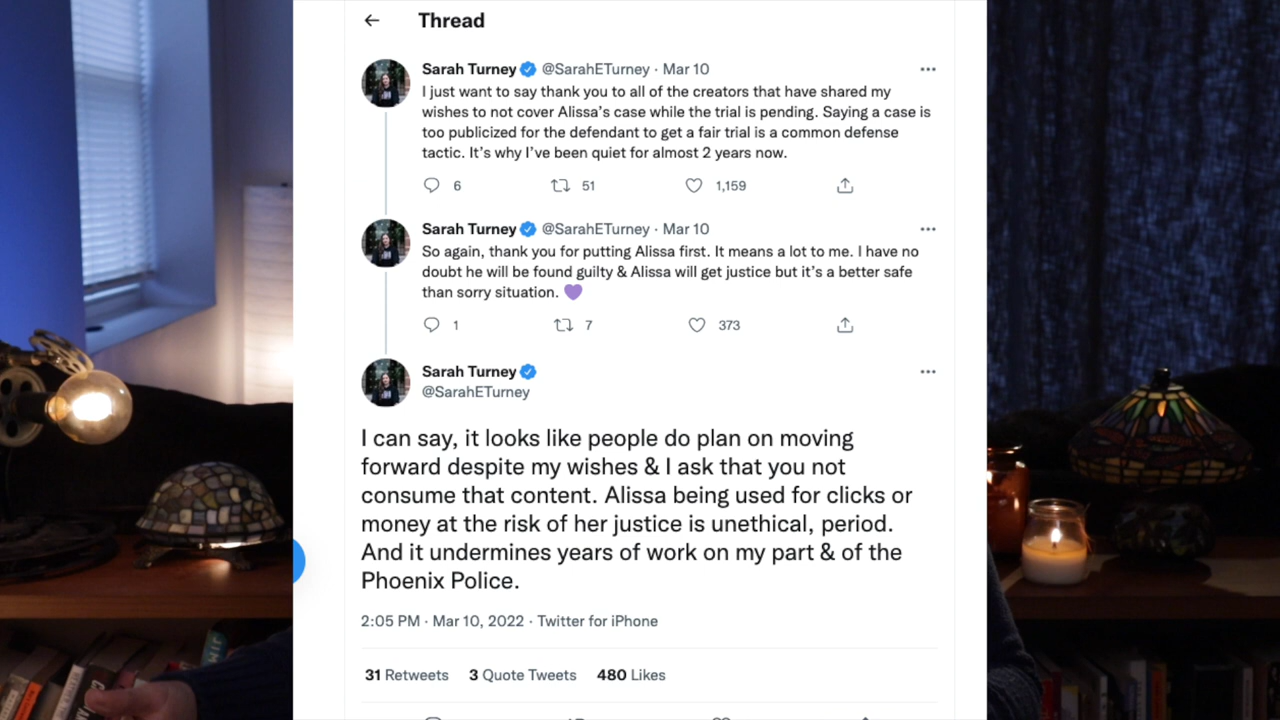 Thread
Sarah Turney @SarahETurney · Mar 10
I just want to say thank you to all of the creators that have shared my
wishes to not cover Alissa's case while the trial is pending. Saying a case is
too publicized for the defendant to get a fair trial is a common defense
tactic. It's why I've been quiet for almost 2 years now.
6 51 1,159
Sarah Turney @SarahETurney · Mar 10
So again, thank you for putting Alissa first. It means a lot to me. I have no
doubt he will be found guilty & Alissa will get justice but it's a better safe
than sorry situation. 💜
1 7 373
Sarah Turney
@SarahETurney
I can say, it looks like people do plan on moving
forward despite my wishes & I ask that you not
consume that content. Alissa being used for clicks or
money at the risk of her justice is unethical, period.
And it undermines years of work on my part & of the
Phoenix Police.
2:05 PM · Mar 10, 2022 · Twitter for iPhone
31 Retweets 3 Quote Tweets 480 Likes